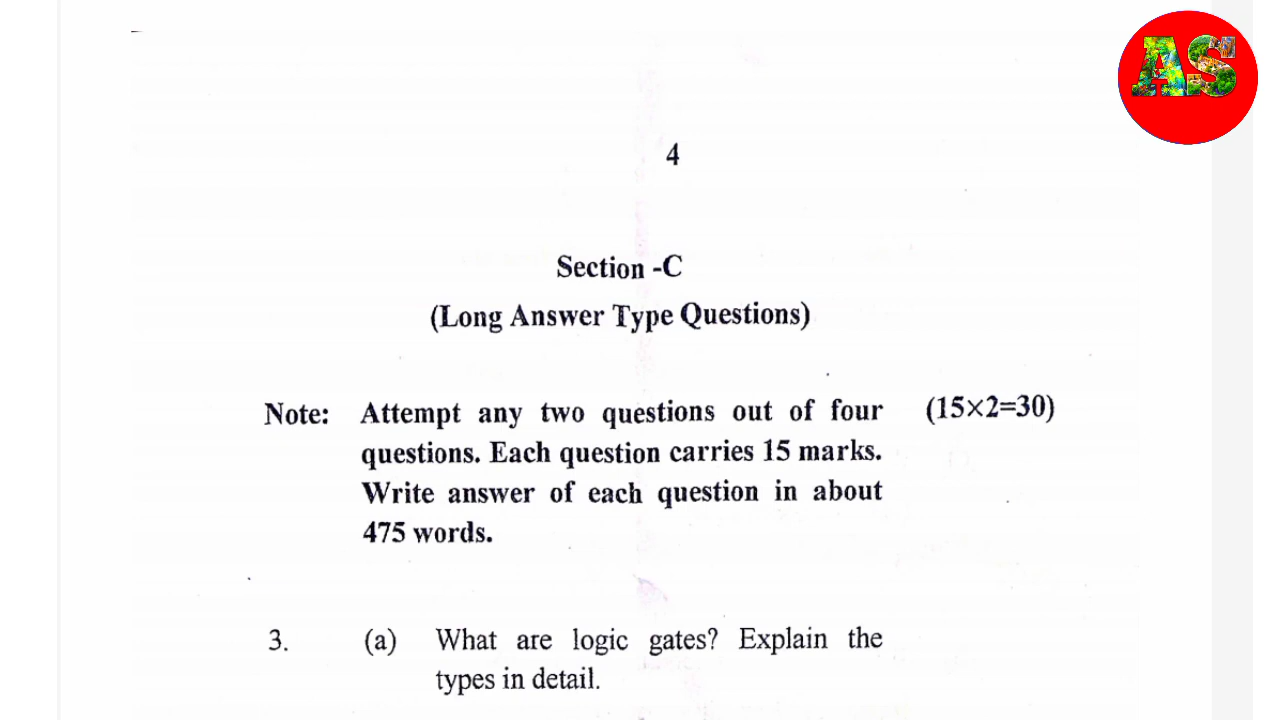 AS
4
Section -C
(Long Answer Type Questions)
Note: Attempt any two questions out of four (15×2=30)
questions. Each question carries 15 marks.
Write answer of each question in about
475 words.
3. (a) What are logic gates? Explain the
types in detail.